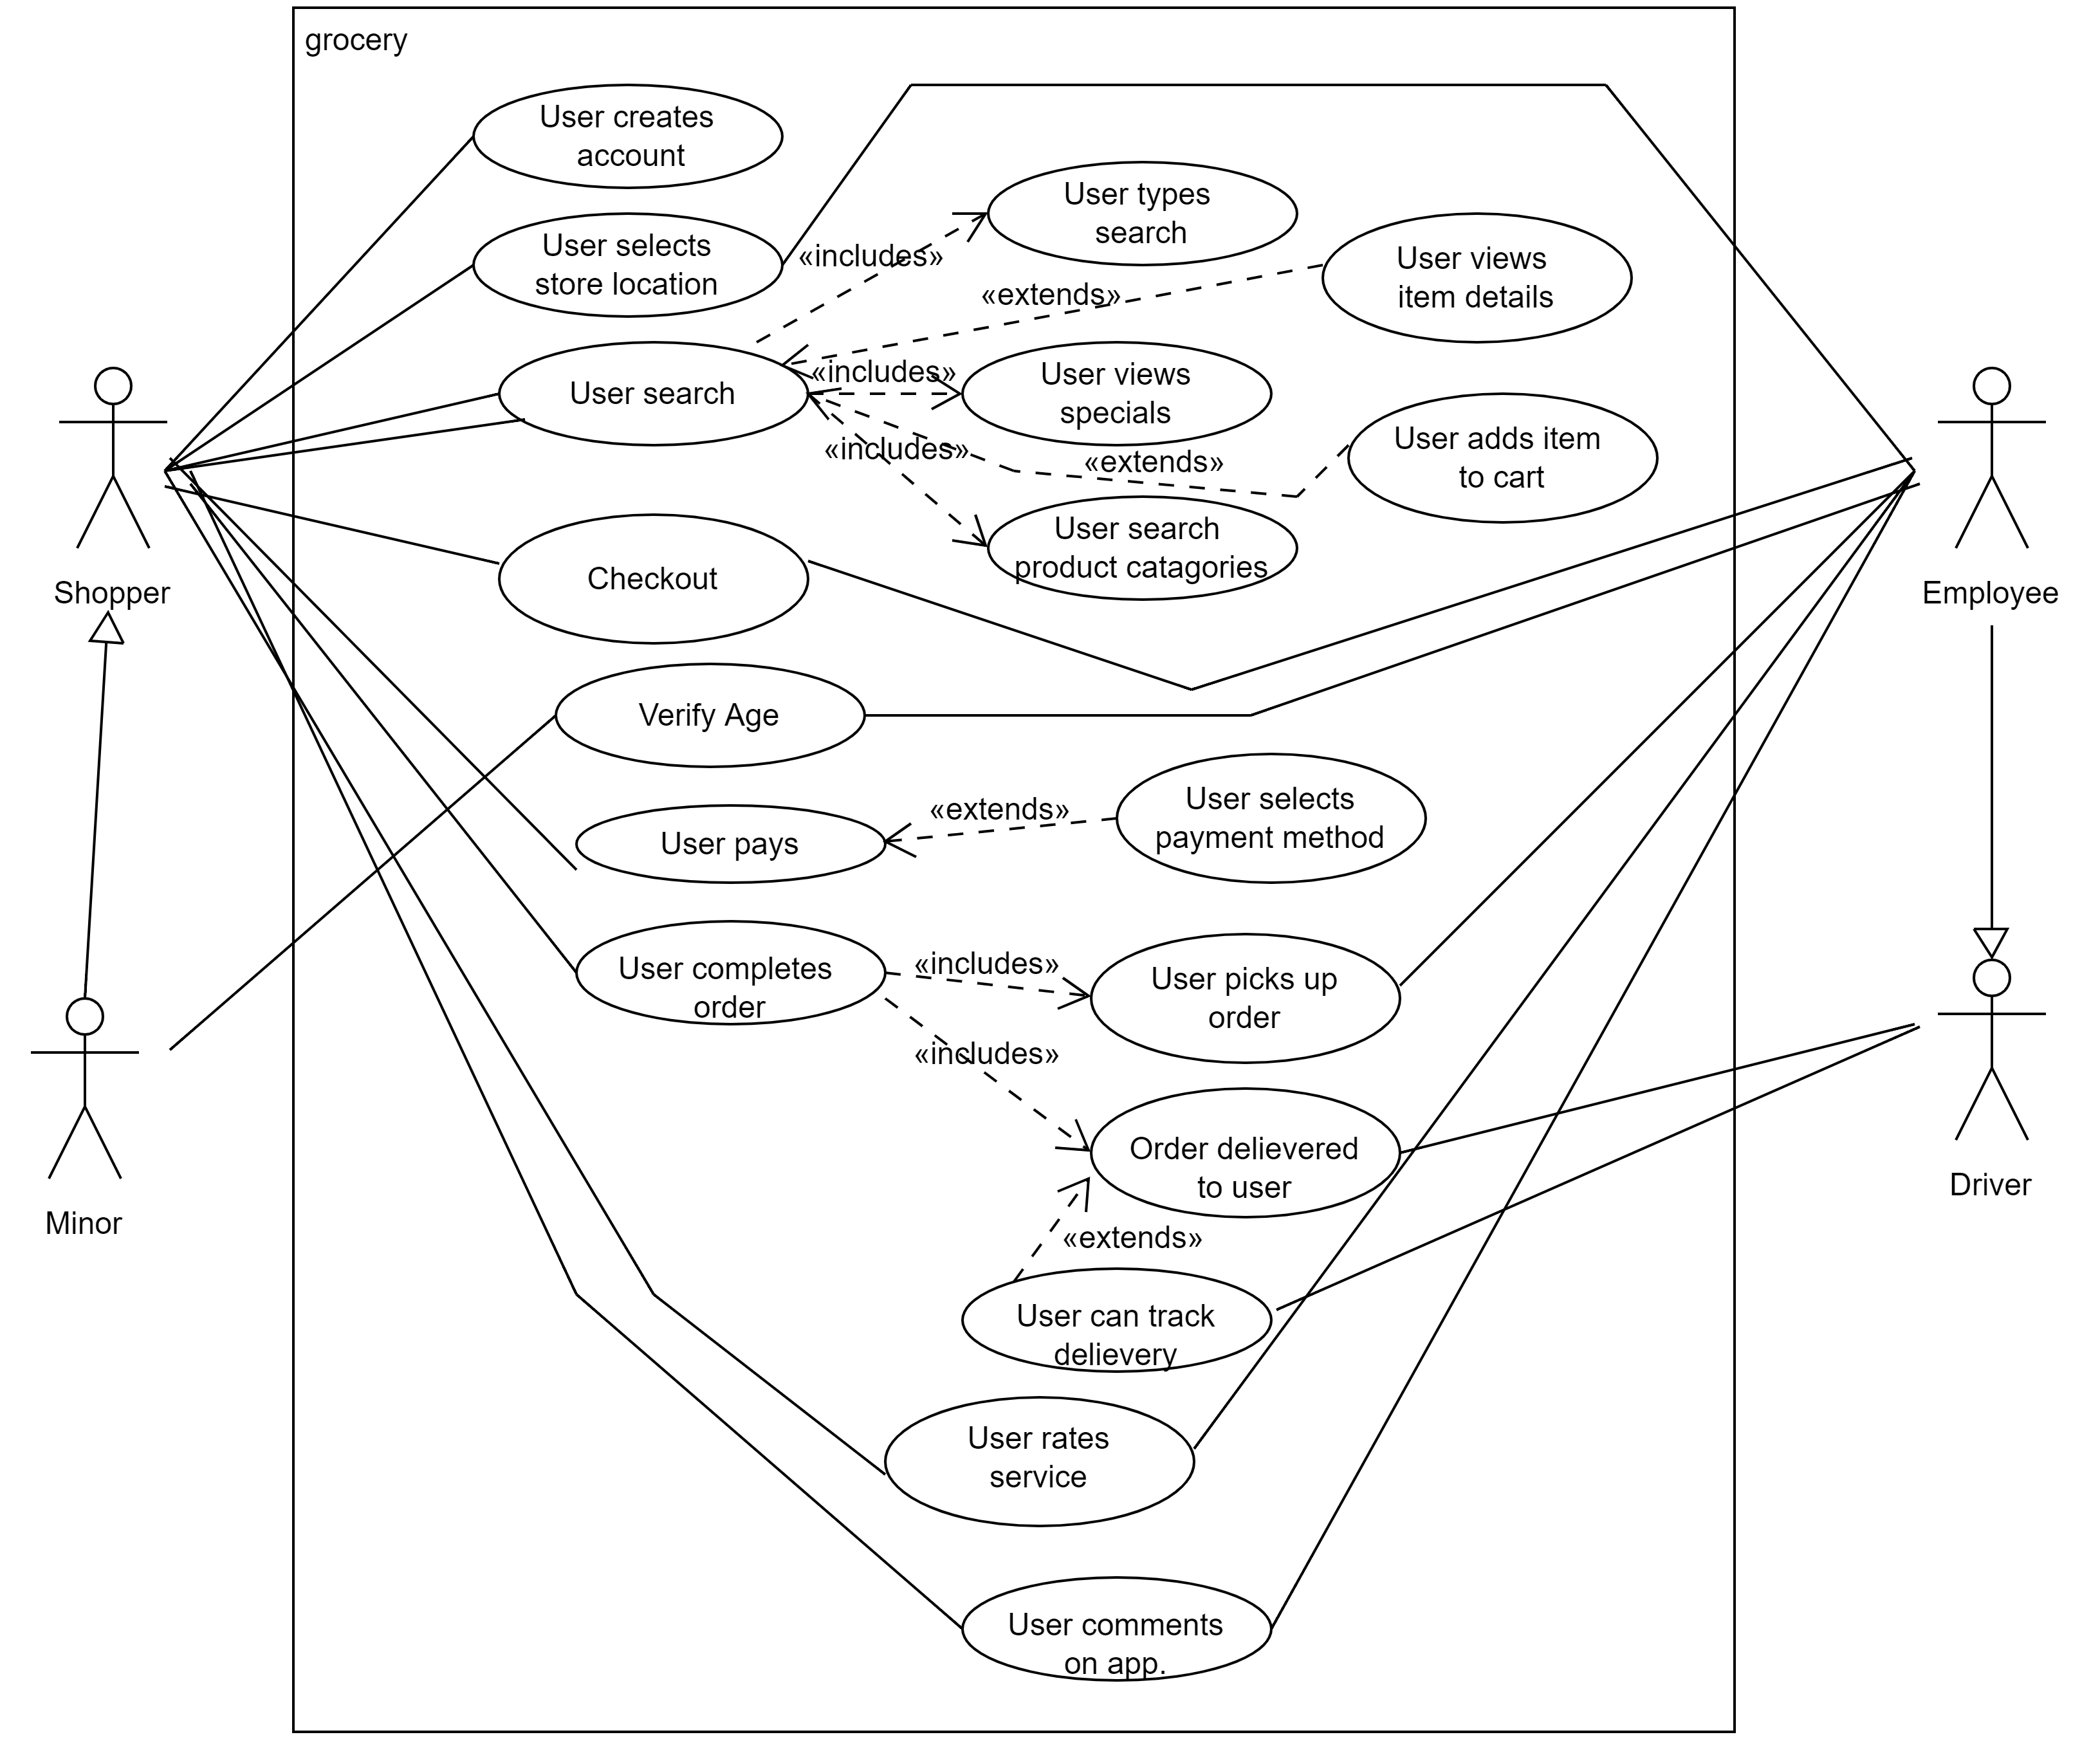 grocery
User creates
account
User selects
store location
User types
search
«includes»
User views
item details
«extends»
User search
«includes»
User views
specials
«includes»
«extends»
User adds item
to cart
User search
product catagories
Checkout
Shopper
Employee
Verify Age
User pays
«extends»
User selects
payment method
User completes
order
«includes»
User picks up
order
«includes»
Order delievered
to user
Minor
Driver
«extends»
User can track
delievery
User rates
service
User comments
on app.